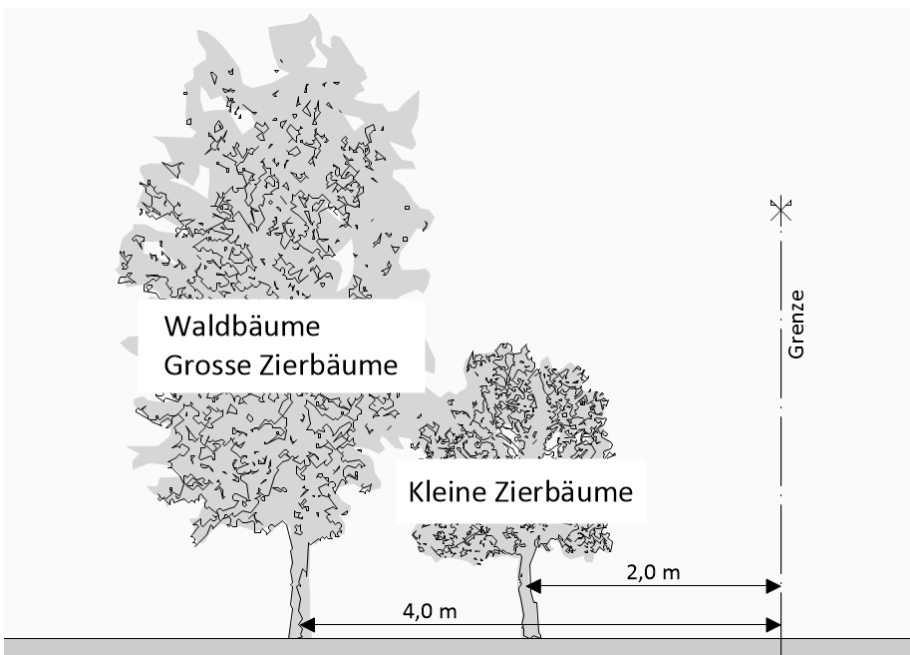 Waldbäume
Grosse Zierbäume
Grenze
Kleine Zierbäume
2,0 m
4,0 m